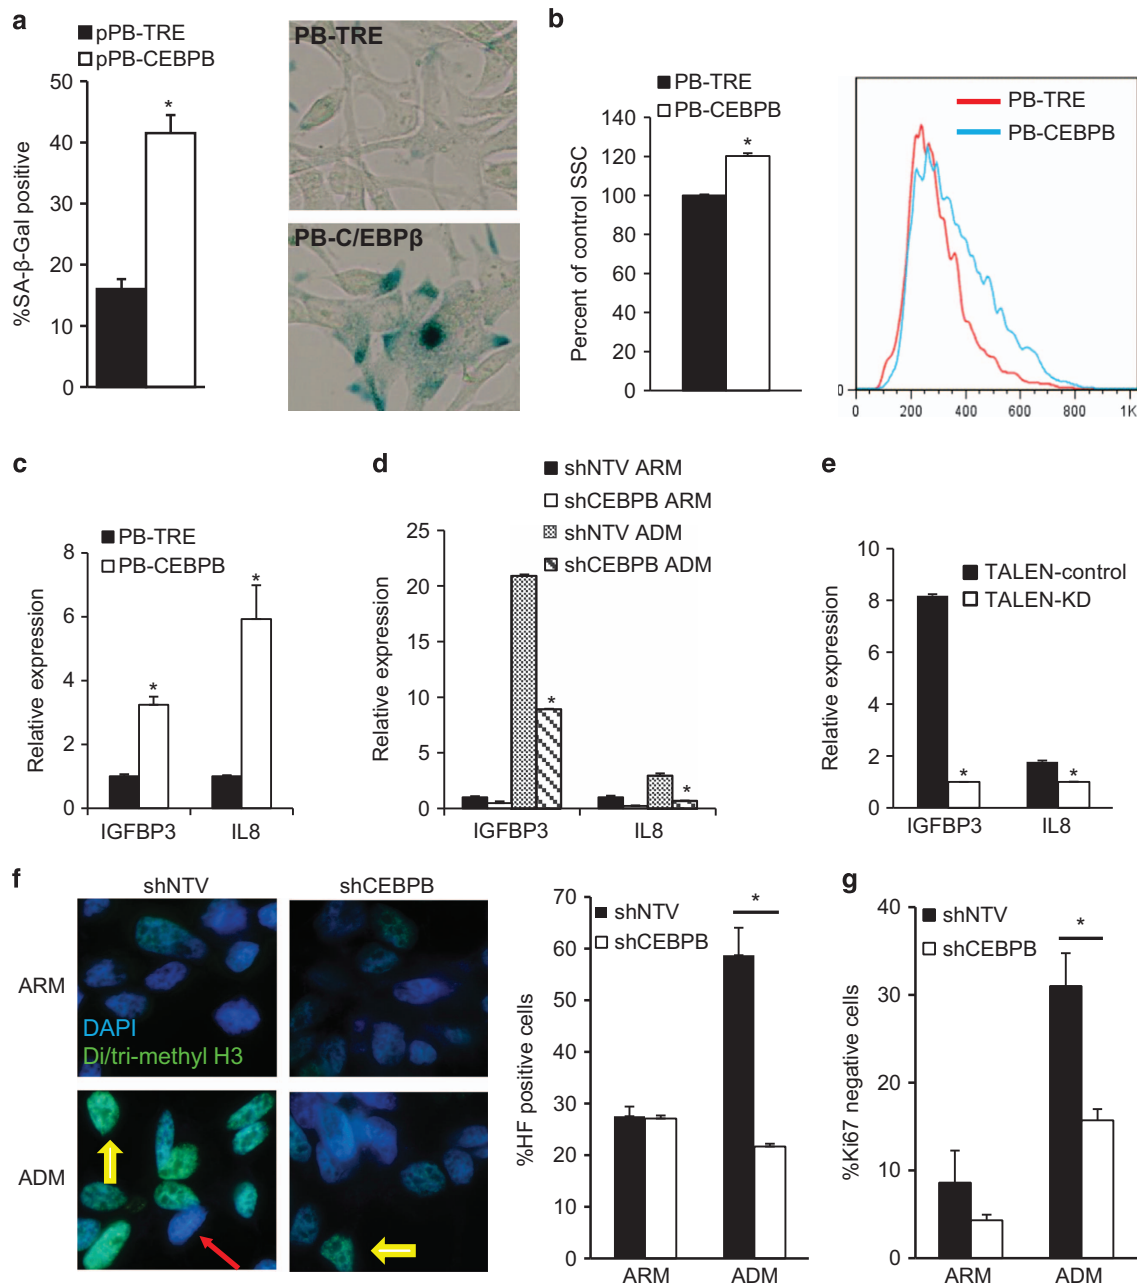 a
pPB-TRE
pPB-CEBPB
50
40
30
20
10
0
%SA-β-Gal positive
*
PB-TRE
PB-C/EBPβ
b
PB-TRE
PB-CEBPB
140
120
100
80
60
40
20
0
Percent of control SSC
*
PB-TRE
PB-CEBPB
0
0 200 400 600 800 1K
c
PB-TRE
PB-CEBPB
8
6
4
2
0
Relative expression
* *
IGFBP3 IL8
d
shNTV ARM
shCEBPB ARM
shNTV ADM
shCEBPB ADM
25
20
15
10
5
0
Relative expression
* *
IGFBP3 IL8
e
TALEN-control
TALEN-KD
10
8
6
4
2
0
Relative expression
* *
IGFBP3 IL8
f
shNTV shCEBPB
ARM
DAPI
Di/tri-methyl H3
ADM
shNTV
shCEBPB
70
60
50
40
30
20
10
0
%HF positive cells
*
ARM ADM
g
shNTV
shCEBPB
40
30
20
10
0
%Ki67 negative cells
*
ARM ADM